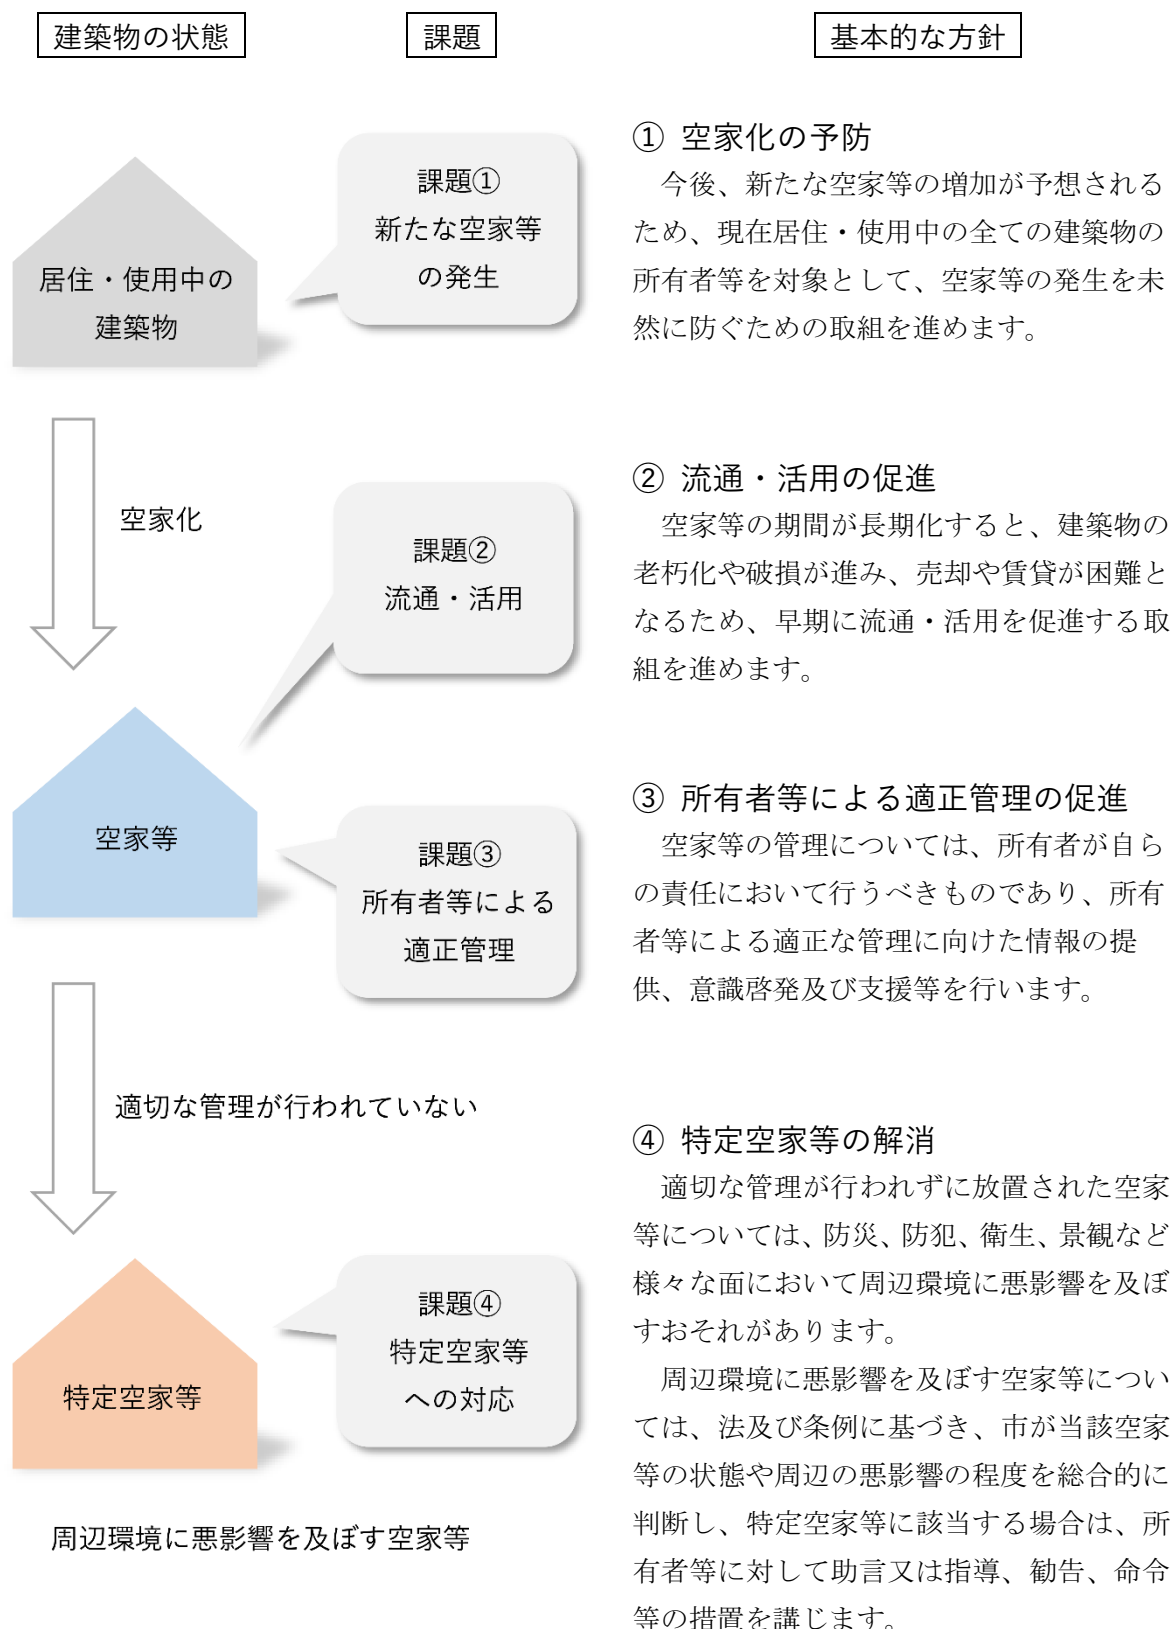 建築物の状態
課題
基本的な方針
居住・使用中の
建築物
課題①
新たな空家等
の発生
① 空家化の予防
今後、新たな空家等の増加が予想される
ため、現在居住・使用中の全ての建築物の
所有者等を対象として、空家等の発生を未
然に防ぐための取組を進めます。
空家化
課題②
流通・活用
② 流通・活用の促進
空家等の期間が長期化すると、建築物の
老朽化や破損が進み、売却や賃貸が困難と
なるため、早期に流通・活用を促進する取
組を進めます。
空家等
課題③
所有者等による
適正管理
③ 所有者等による適正管理の促進
空家等の管理については、所有者が自ら
の責任において行うべきものであり、所有
者等による適正な管理に向けた情報の提
供、意識啓発及び支援等を行います。
適切な管理が行われていない
特定空家等
課題④
特定空家等
への対応
周辺環境に悪影響を及ぼす空家等
④ 特定空家等の解消
適切な管理が行われずに放置された空家
等については、防災、防犯、衛生、景観など
様々な面において周辺環境に悪影響を及ぼ
すおそれがあります。
周辺環境に悪影響を及ぼす空家等につい
ては、法及び条例に基づき、市が当該空家
等の状態や周辺の悪影響の程度を総合的に
判断し、特定空家等に該当する場合は、所
有者等に対して助言又は指導、勧告、命令
等の措置を講じます。